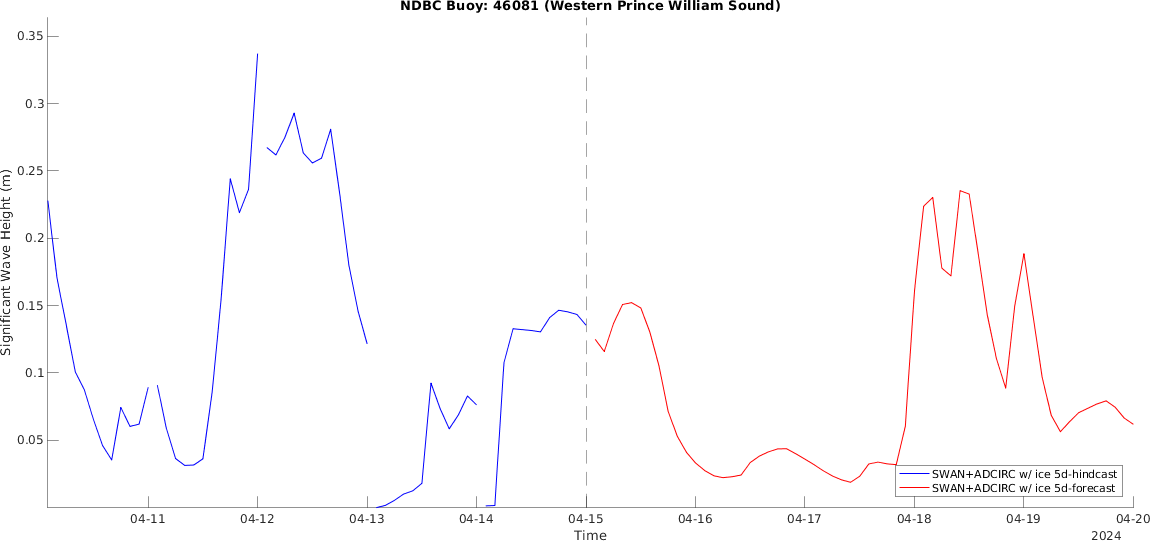 NDBC Buoy: 46081 (Western Prince William Sound)
0.35
0.3
0.25
0.2
0.15
0.1
0.05
Significant Wave Height (m)
SWAN+ADCIRC w/ ice 5d-hindcast
SWAN+ADCIRC w/ ice 5d-forecast
04-11 04-12 04-13 04-14 04-15 04-16 04-17 04-18 04-19 04-20
Time
2024